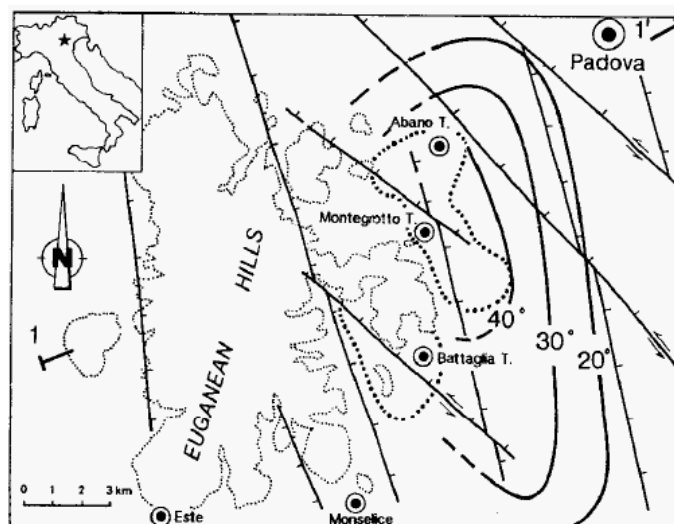 Padova
1'
Abano T.
Montegrotto T.
N
HILLS
EUGANEAN
1
40°
30°
20°
Battaglia T.
0 1 2 3 km
Este
Monselice